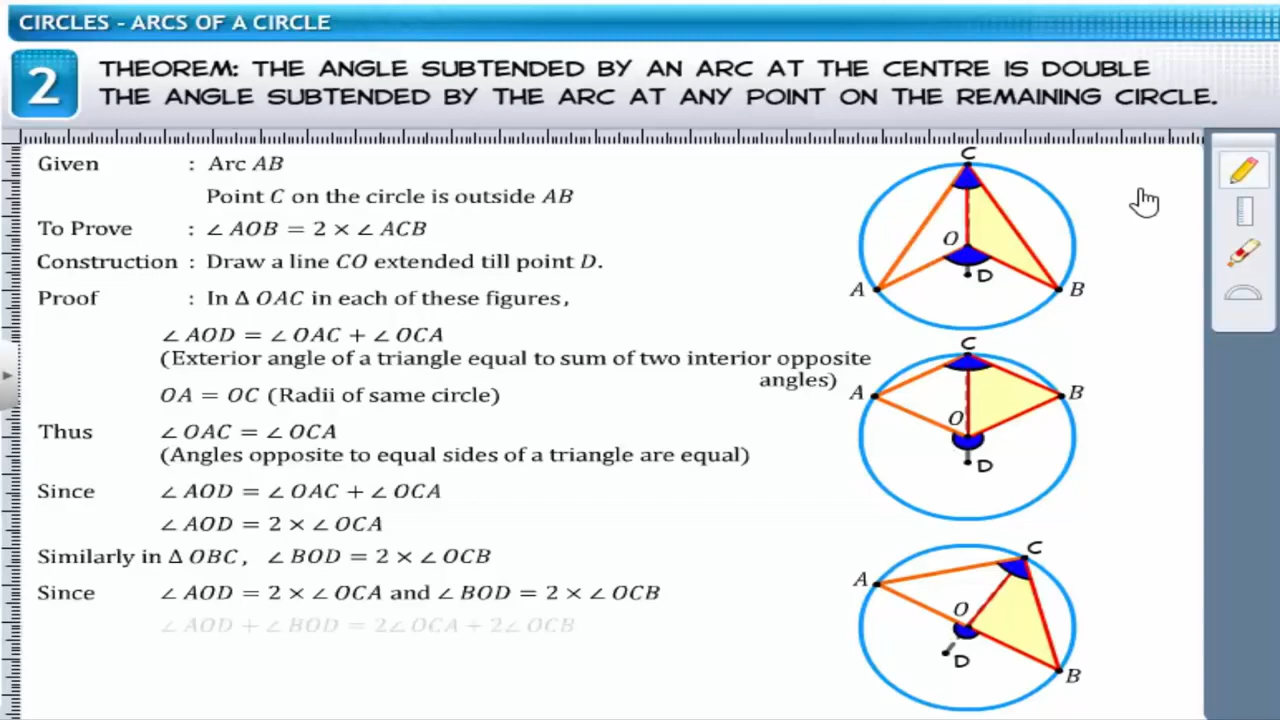 CIRCLES - ARCS OF A CIRCLE
2
THEOREM: THE ANGLE SUBTENDED BY AN ARC AT THE CENTRE IS DOUBLE
THE ANGLE SUBTENDED BY THE ARC AT ANY POINT ON THE REMAINING CIRCLE.
Given : Arc AB
Point C on the circle is outside AB
To Prove : ∠ AOB = 2 × ∠ ACB
Construction : Draw a line CO extended till point D.
Proof : In Δ OAC in each of these figures,
∠ AOD = ∠ OAC + ∠ OCA
(Exterior angle of a triangle equal to sum of two interior opposite
angles)
OA = OC (Radii of same circle)
Thus ∠ OAC = ∠ OCA
(Angles opposite to equal sides of a triangle are equal)
Since ∠ AOD = ∠ OAC + ∠ OCA
∠ AOD = 2 × ∠ OCA
Similarly in Δ OBC, ∠ BOD = 2 × ∠ OCB
Since ∠ AOD = 2 × ∠ OCA and ∠ BOD = 2 × ∠ OCB
∠ AOD + ∠ BOD = 2∠ OCA + 2∠ OCB
C
O
D
A
B
C
A
B
O
D
C
A
O
D
B